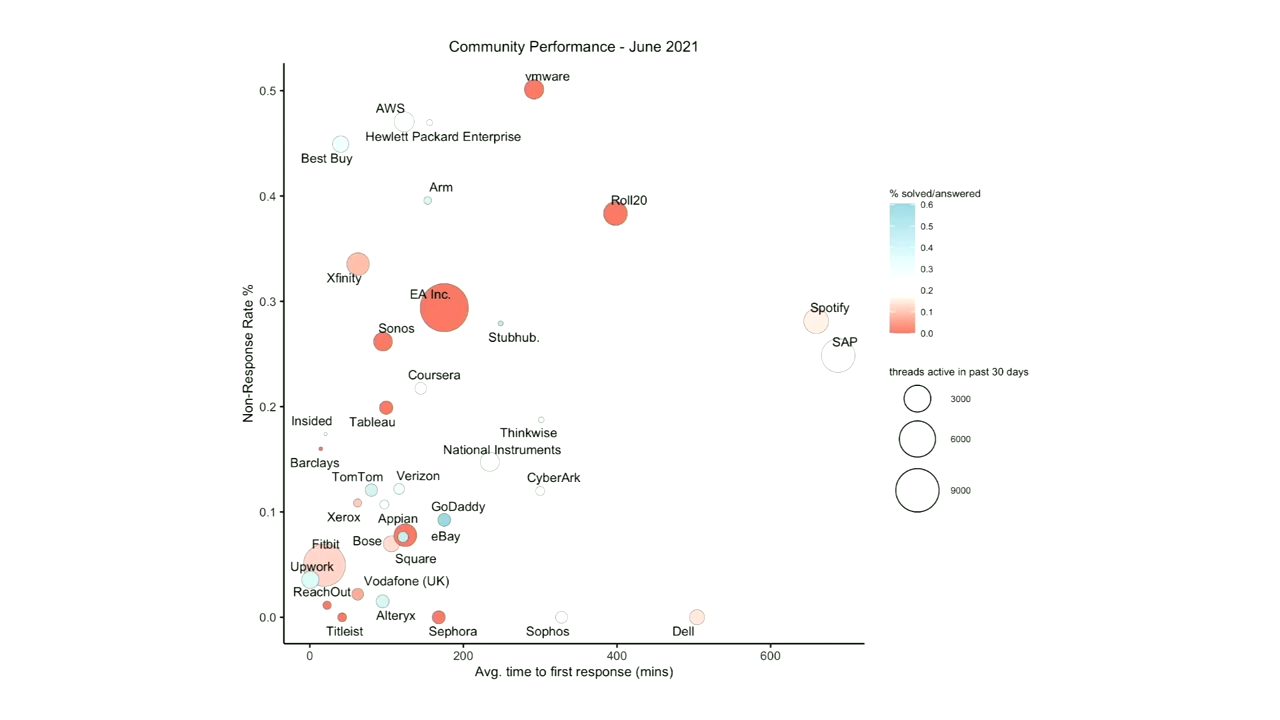 Community Performance - June 2021
vmware
0.5
AWS
Hewlett Packard Enterprise
Best Buy
Arm
% solved/answered
0.4
Roll20
0.6
0.5
0.4
0.3
0.2
0.1
0.0
Xfinity
EA Inc.
0.3
Spotify
Sonos
Stubhub.
SAP
Non-Response Rate %
Coursera
threads active in past 30 days
3000
6000
9000
0.2
Tableau
Insided
Thinkwise
National Instruments
Barclays
TomTom
Verizon
CyberArk
0.1
Xerox
Appian
GoDaddy
Fitbit
Bose
eBay
Square
Upwork
Vodafone (UK)
ReachOut
0.0
Alteryx
Titleist
Sephora
Sophos
Dell
0
200
400
600
Avg. time to first response (mins)